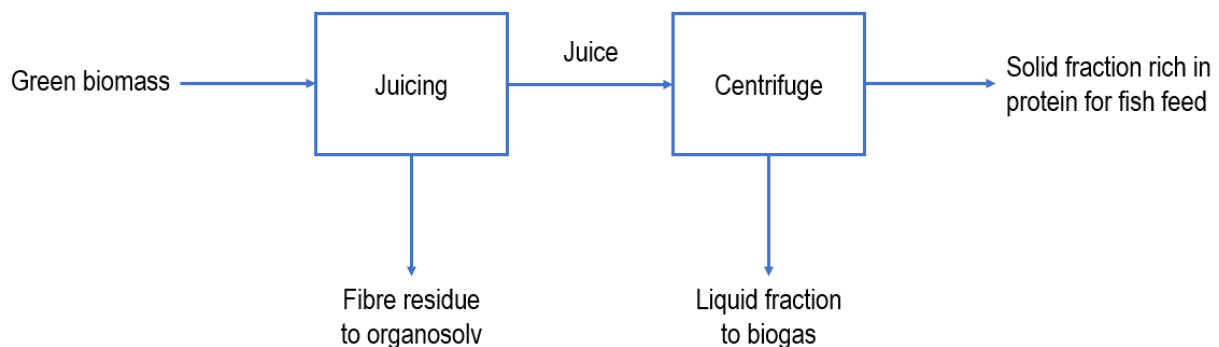 Green biomass
Juicing
Juice
Centrifuge
Solid fraction rich in
protein for fish feed
Fibre residue
to organosolv
Liquid fraction
to biogas